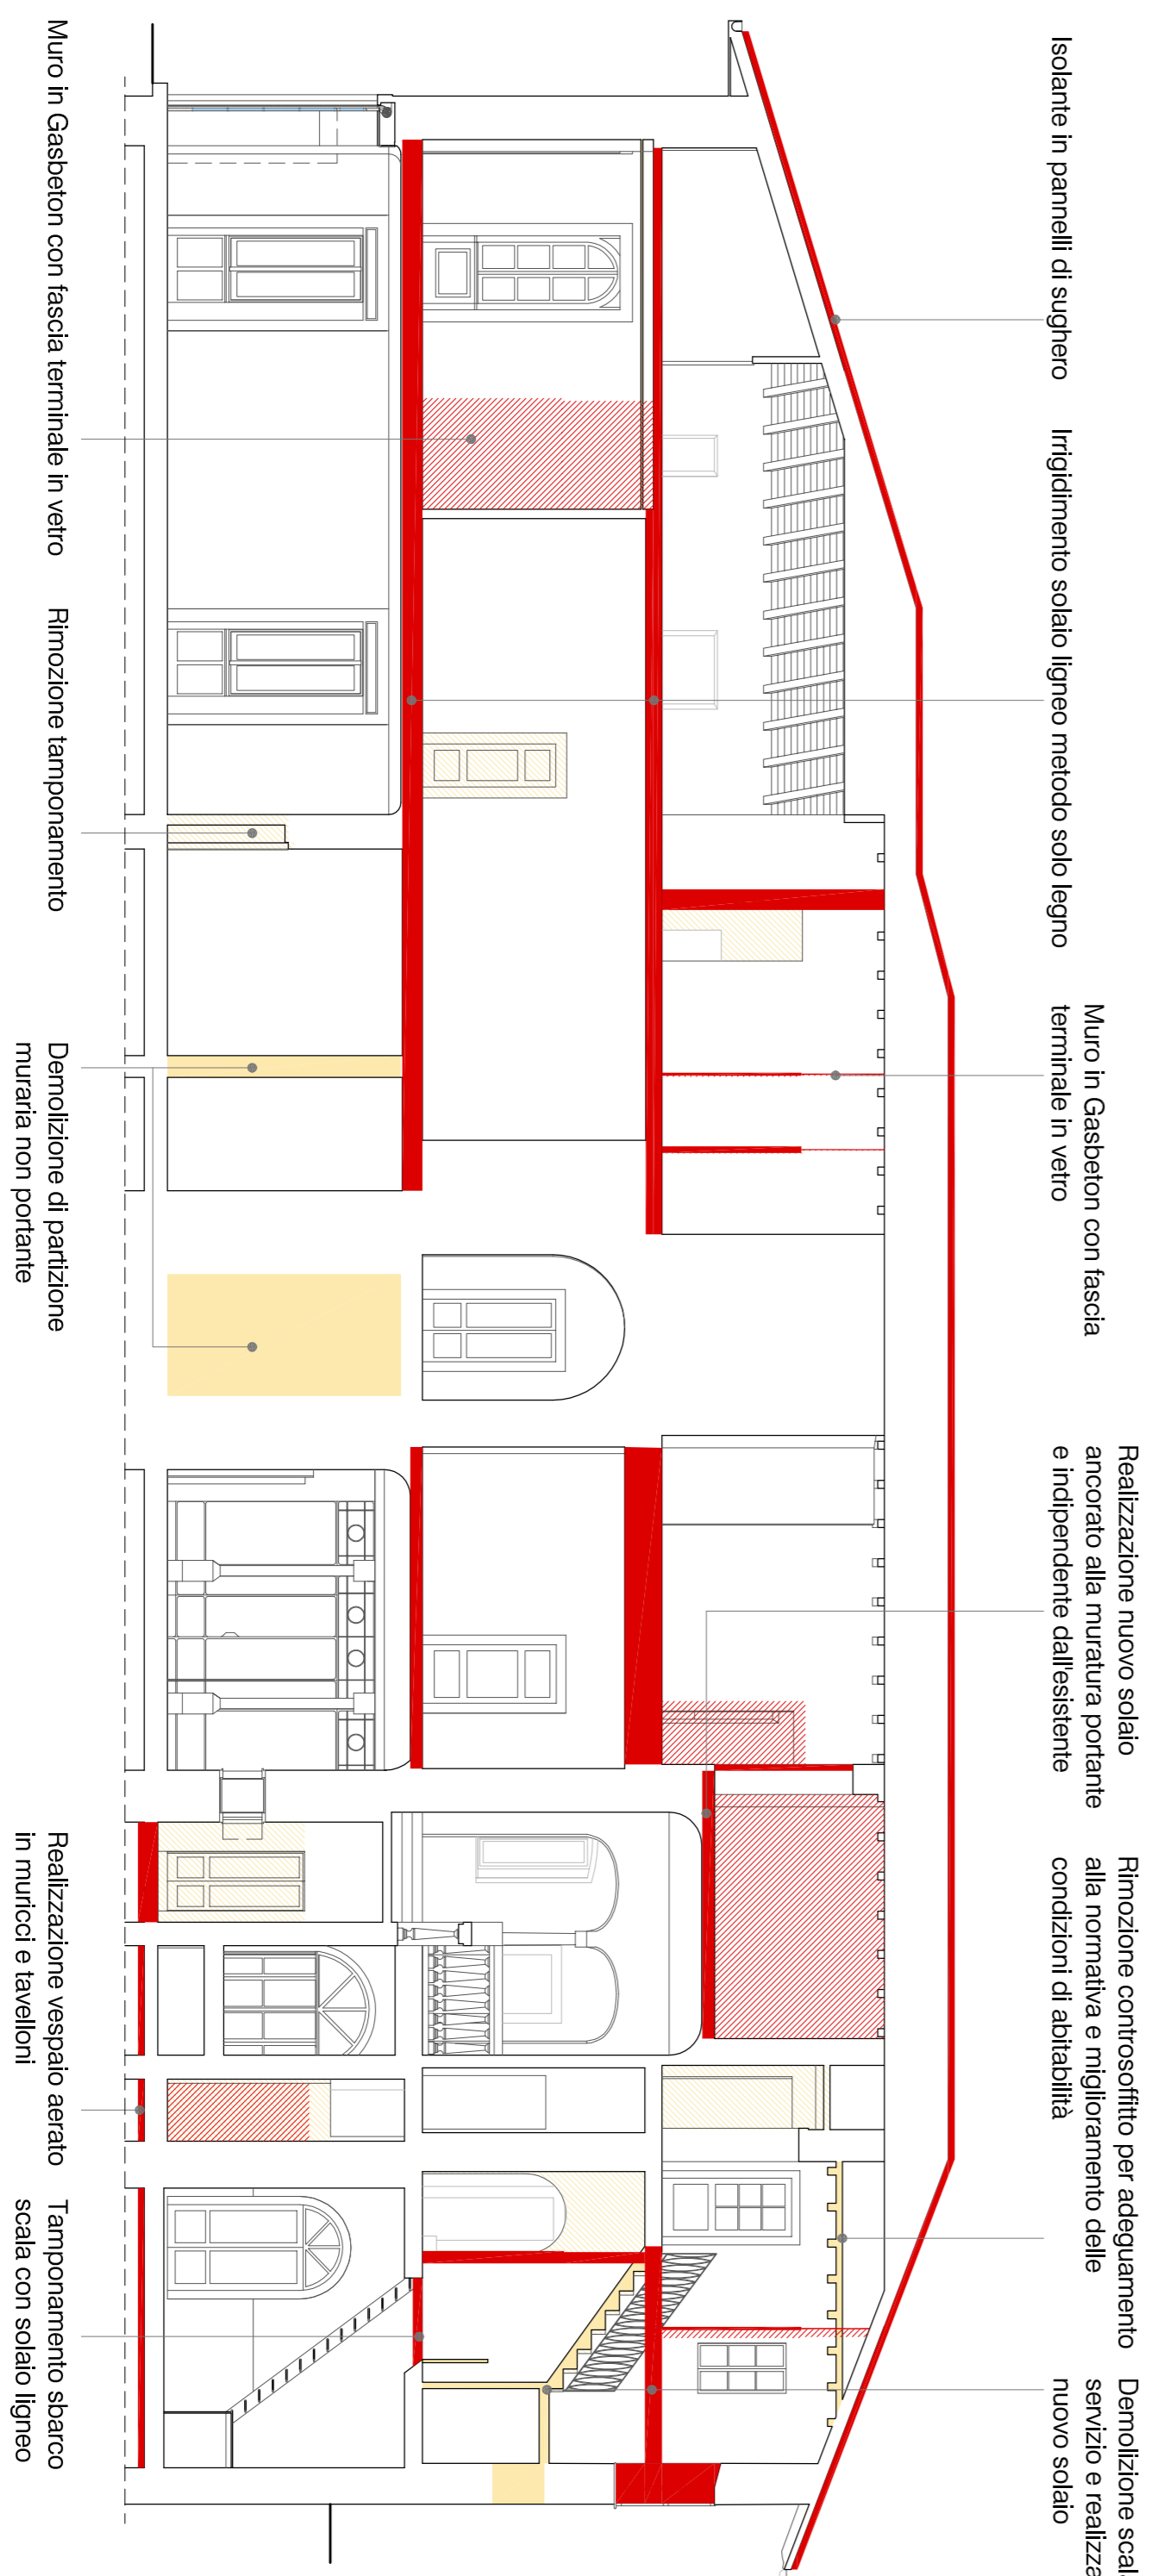 Isolante in pannelli di sughero
Irrigidimento solaio ligneo metodo solo legno
Muro in Gasbeton con fascia
terminale in vetro
Realizzazione nuovo solaio
ancorato alla muratura portante
e indipendente dall'esistente
Rimozione controsoffitto per adeguamento
alla normativa e miglioramento delle
condizioni di abitabilità
Demolizione scal
servizio e realizza
nuovo solaio
Muro in Gasbeton con fascia terminale in vetro
Rimozione tamponamento
Demolizione di partizione
muraria non portante
Realizzazione vespaio aerato
in muricci e tavelloni
Tamponamento sbarco
scala con solaio ligneo